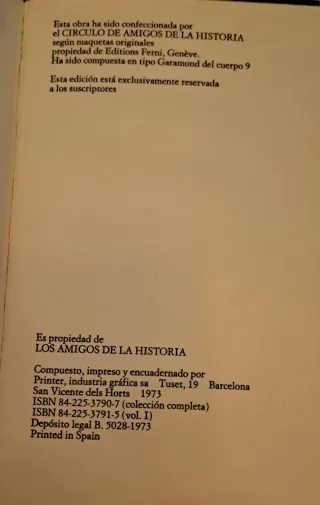 Esta obra ha sido confeccionada por
el CIRCULO DE AMIGOS DE LA HISTORIA
según maquetas originales
propiedad de Editions Ferni, Genève.
Ha sido compuesta en tipo Garamond del cuerpo 9
Esta edición está exclusivamente reservada
a los suscriptores
Es propiedad de
LOS AMIGOS DE LA HISTORIA
Compuesto, impreso y encuadernado por
Printer, industria gráfica sa Tuset, 19 Barcelona
San Vicente dels Horts 1973
ISBN 84-225-3790-7 (colección completa)
ISBN 84-225-3791-5 (vol. I)
Depósito legal B. 5028-1973
Printed in Spain